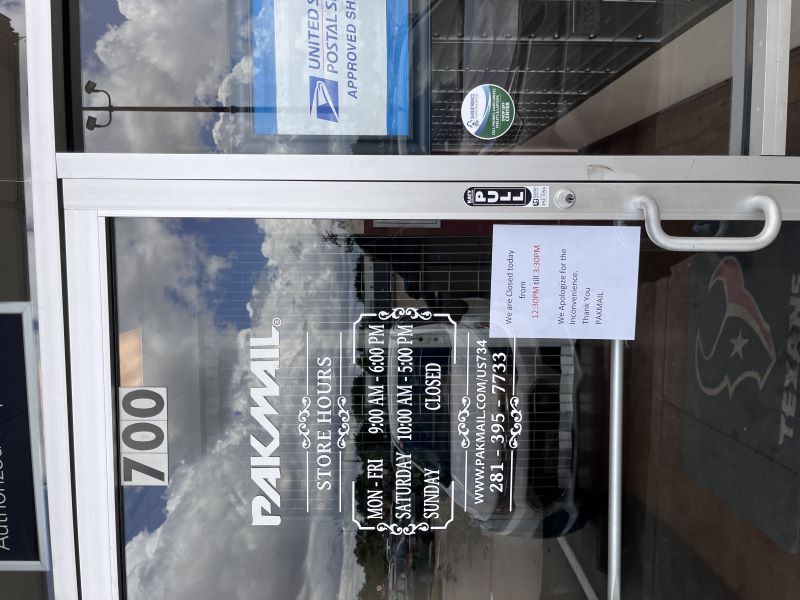 UNITED S
POSTAL S
APPROVED SH
PULL
700
PAKMAIL®
STORE HOURS
MON - FRI 9:00 AM - 6:00 PM
SATURDAY 10:00 AM - 5:00 PM
SUNDAY CLOSED
WWW.PAKMAIL.COM/US734
281 - 395 - 7733
We are Closed today
from
12:30PM till 3:30PM
We Apologize for the
Inconvenience.
Thank You
PAKMAIL
TEXANS
Authorized